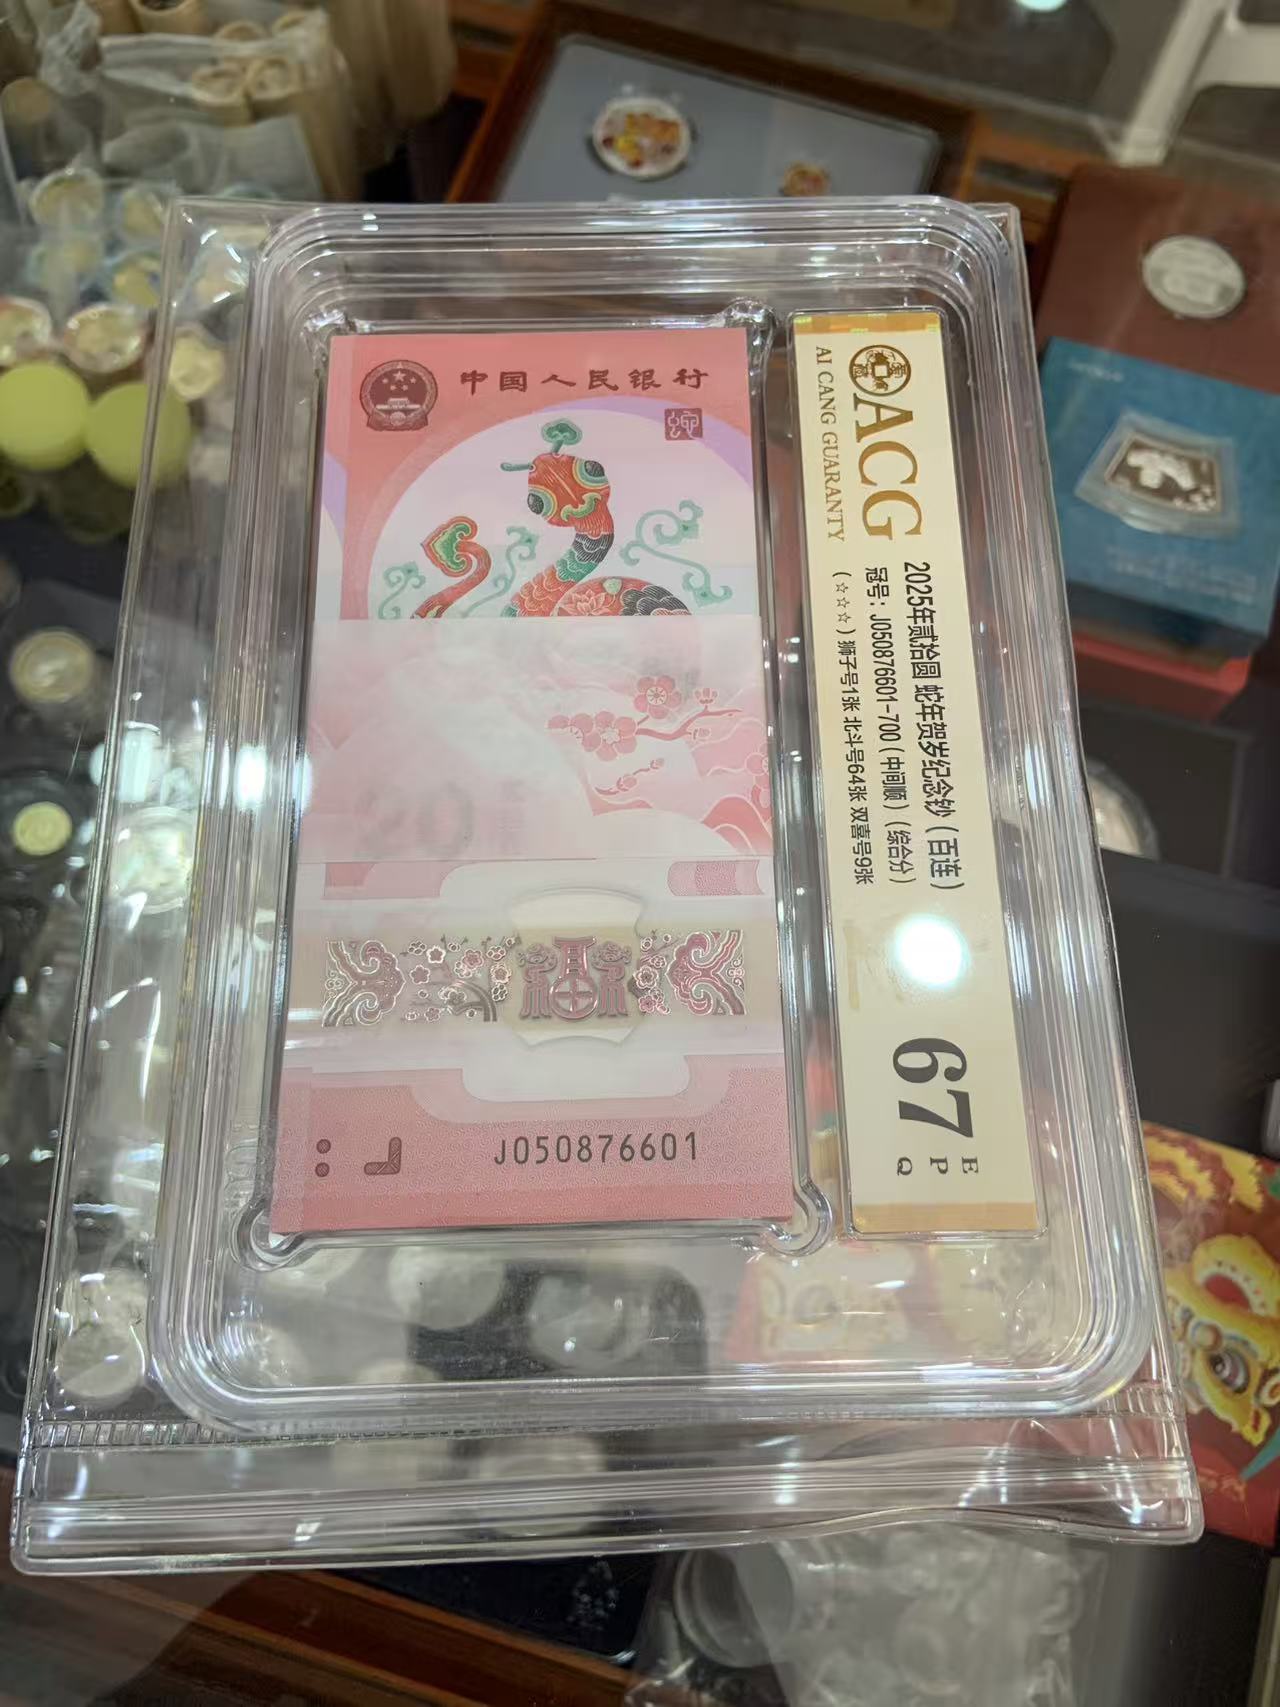 中国人民银行
J050876601
ACG
AI CANG GUARANTY
2025年贰拾圆 蛇年贺岁纪念钞（百连）
冠号：J050876601-700（中间顺）（综合分）
（☆☆☆）狮子号1张 北斗号64张 双喜号9张
67
E
P
Q